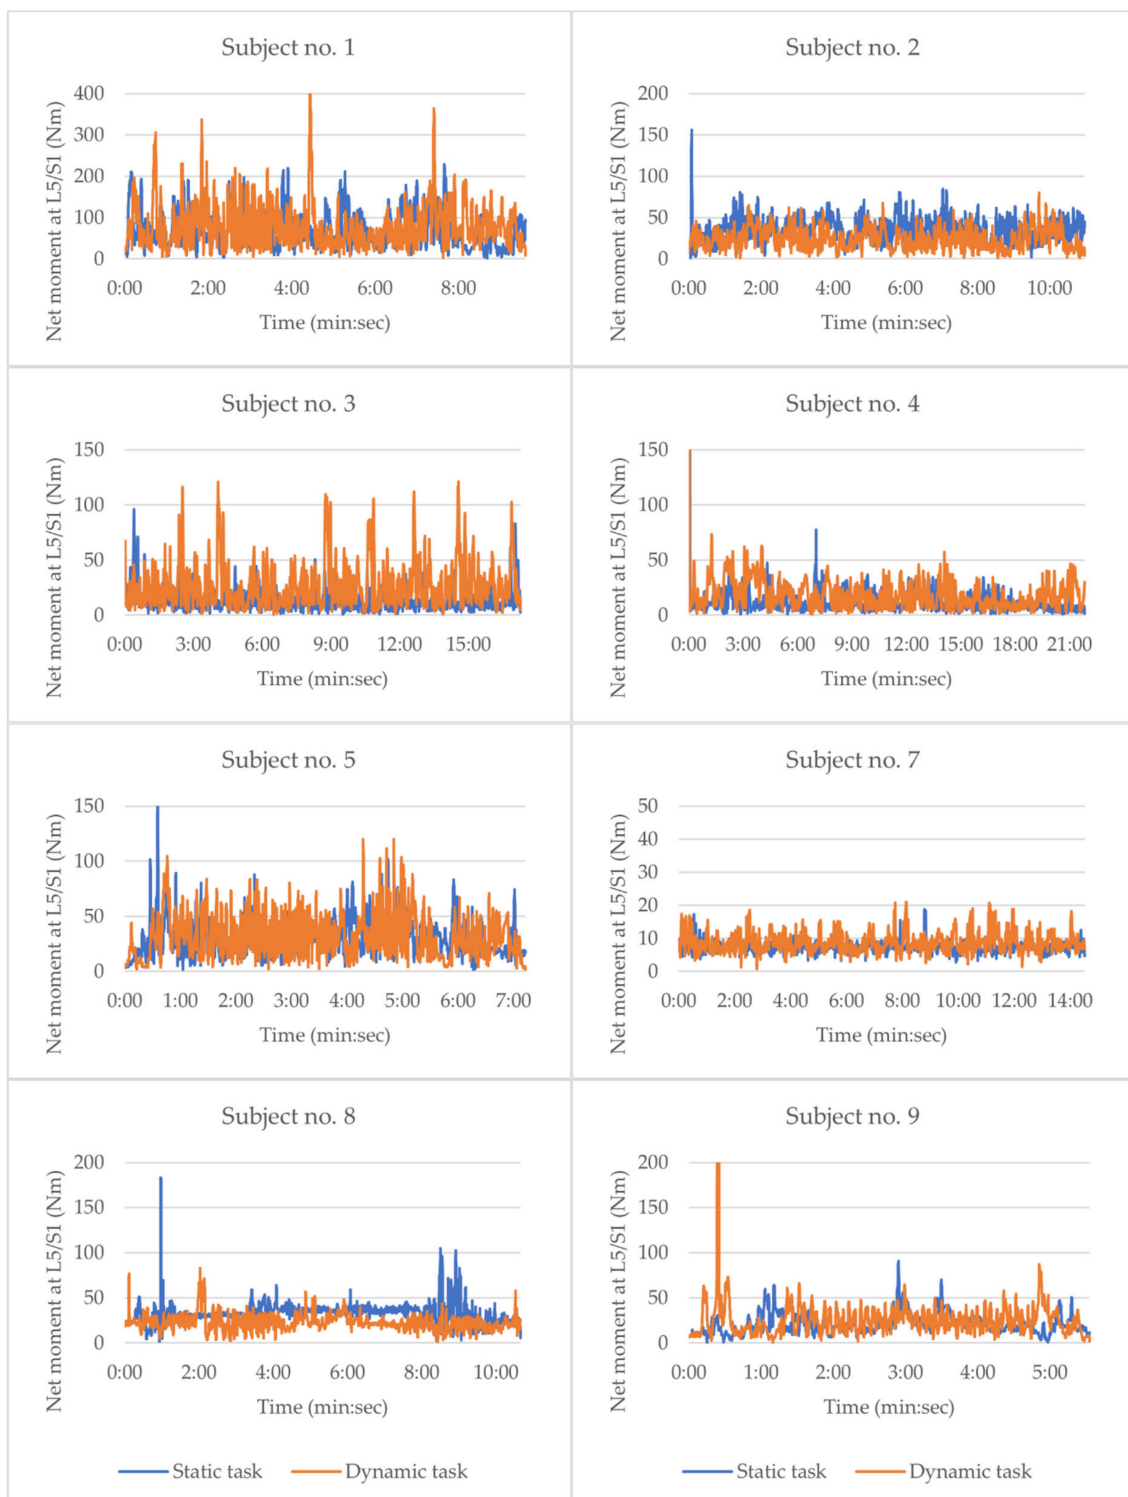 Subject no. 1
Net moment at L5/S1 (Nm)
400
300
200
100
0
0:00 2:00 4:00 6:00 8:00
Time (min:sec)
Subject no. 2
Net moment at L5/S1 (Nm)
200
150
100
50
0
0:00 2:00 4:00 6:00 8:00 10:00
Time (min:sec)
Subject no. 3
Net moment at L5/S1 (Nm)
150
100
50
0
0:00 3:00 6:00 9:00 12:00 15:00
Time (min:sec)
Subject no. 4
Net moment at L5/S1 (Nm)
150
100
50
0
0:00 3:00 6:00 9:00 12:00 15:00 18:00 21:00
Time (min:sec)
Subject no. 5
Net moment at L5/S1 (Nm)
150
100
50
0
0:00 1:00 2:00 3:00 4:00 5:00 6:00 7:00
Time (min:sec)
Subject no. 7
Net moment at L5/S1 (Nm)
50
40
30
20
10
0
0:00 2:00 4:00 6:00 8:00 10:00 12:00 14:00
Time (min:sec)
Subject no. 8
Net moment at L5/S1 (Nm)
200
150
100
50
0
0:00 2:00 4:00 6:00 8:00 10:00
Time (min:sec)
Static task Dynamic task
Subject no. 9
Net moment at L5/S1 (Nm)
200
150
100
50
0
0:00 1:00 2:00 3:00 4:00 5:00
Time (min:sec)
Static task Dynamic task